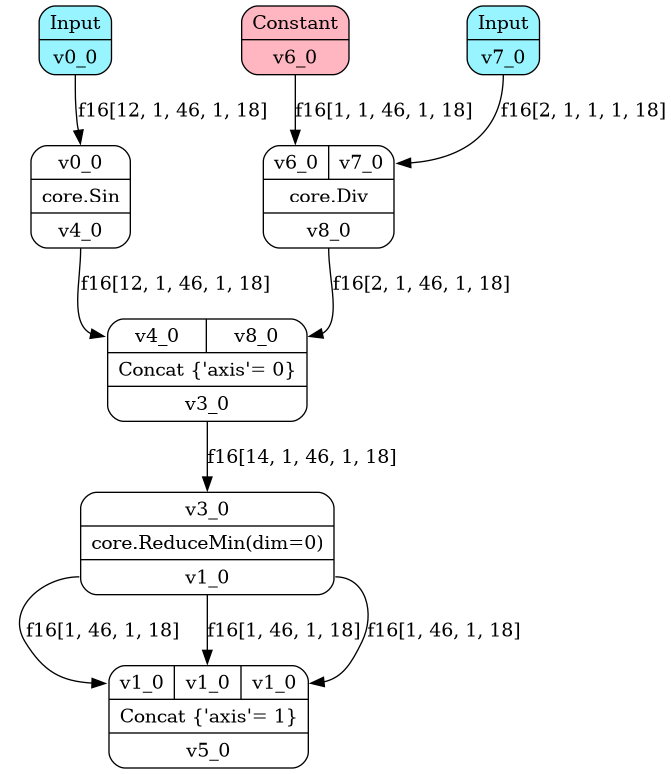 Input
v0_0
Constant
v6_0
Input
v7_0
f16[12, 1, 46, 1, 18]
f16[1, 1, 46, 1, 18]
f16[2, 1, 1, 1, 18]
v0_0
core.Sin
v4_0
v6_0 v7_0
core.Div
v8_0
f16[12, 1, 46, 1, 18]
f16[2, 1, 46, 1, 18]
v4_0 v8_0
Concat {'axis'= 0}
v3_0
f16[14, 1, 46, 1, 18]
v3_0
core.ReduceMin(dim=0)
v1_0
f16[1, 46, 1, 18]
f16[1, 46, 1, 18]
f16[1, 46, 1, 18]
v1_0 v1_0 v1_0
Concat {'axis'= 1}
v5_0